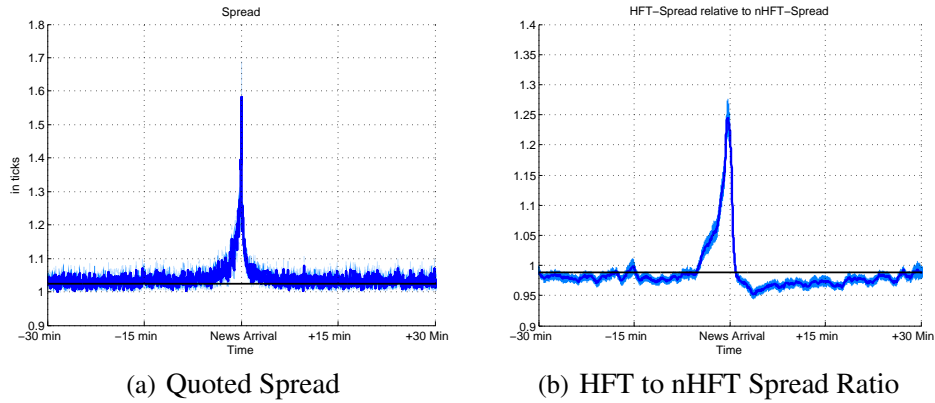 Spread
1.8
1.7
1.6
1.5
1.4
1.3
1.2
1.1
1
0.9
in ticks
−30 min −15 min News Arrival +15 min +30 Min
Time
(a) Quoted Spread
HFT−Spread relative to nHFT−Spread
1.4
1.35
1.3
1.25
1.2
1.15
1.1
1.05
1
0.95
0.9
−30 min −15 min News Arrival +15 min +30 Min
Time
(b) HFT to nHFT Spread Ratio